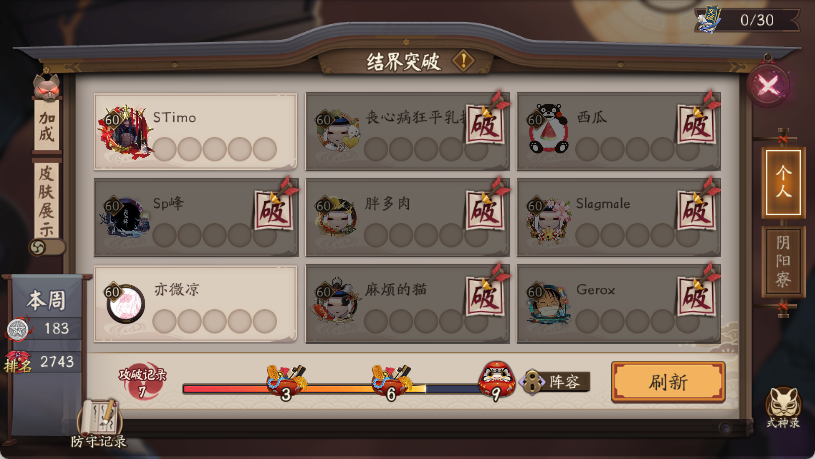 0/30
结界突破
60
STimo
60
丧心病狂平乳
破
60
西瓜
破
60
Sp峰
破
60
胖多肉
破
60
Slagmale
破
60
亦微凉
60
麻烦的猫
破
60
Gerox
破
加成
皮肤展示
个人
阴阳寮
本周
183
排名 2743
攻破记录
7
3
6
9
8 阵容
刷新
防守记录
式神录